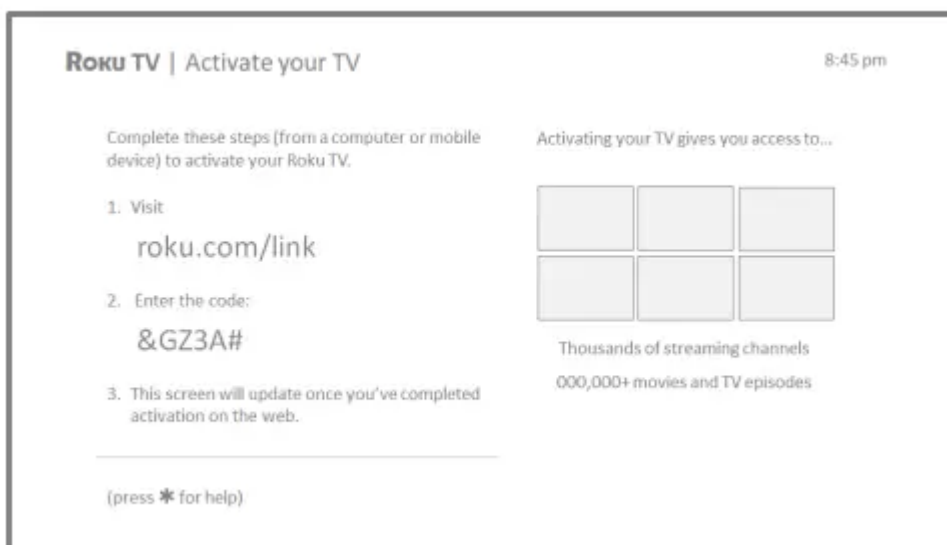 Roku TV | Activate your TV
8:45 pm
Complete these steps (from a computer or mobile
device) to activate your Roku TV.
1. Visit
roku.com/link
2. Enter the code:
&GZ3A#
3. This screen will update once you've completed
activation on the web.
(press ✱ for help)
Activating your TV gives you access to...
Thousands of streaming channels
000,000+ movies and TV episodes